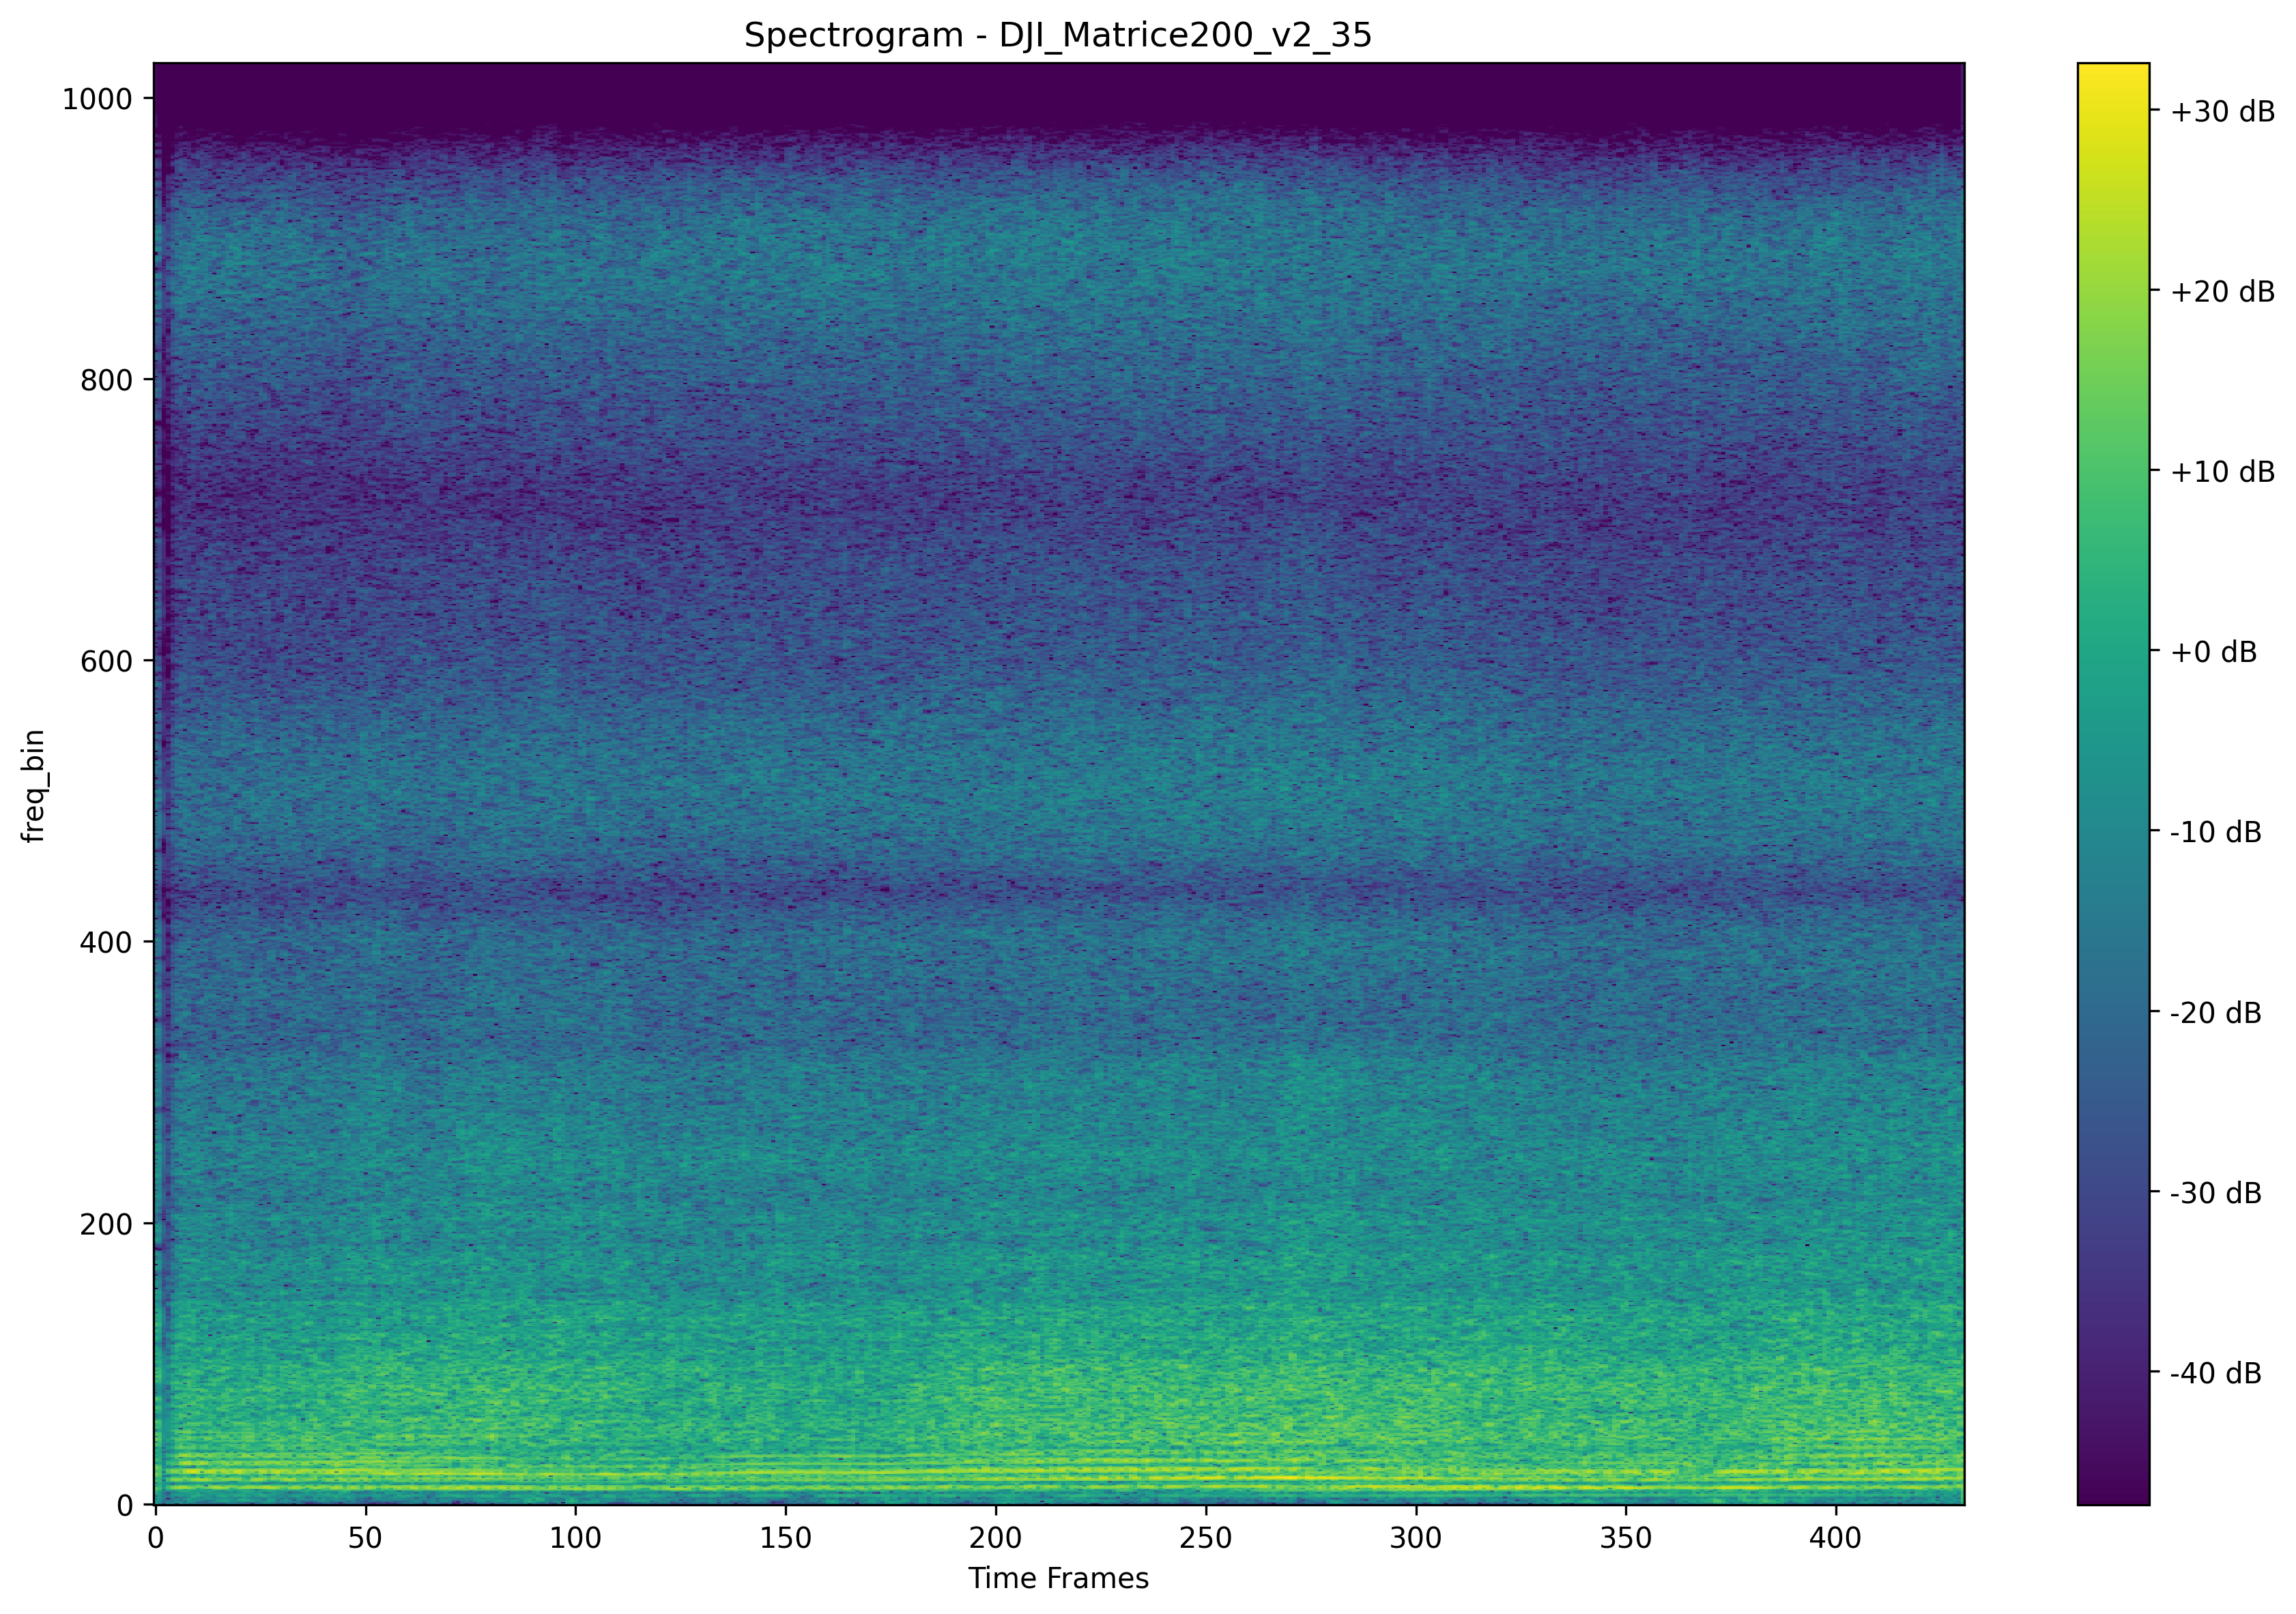 Spectrogram - DJI_Matrice200_v2_35
1000
800
600
400
200
0
freq_bin
0 50 100 150 200 250 300 350 400
Time Frames
+30 dB
+20 dB
+10 dB
+0 dB
-10 dB
-20 dB
-30 dB
-40 dB